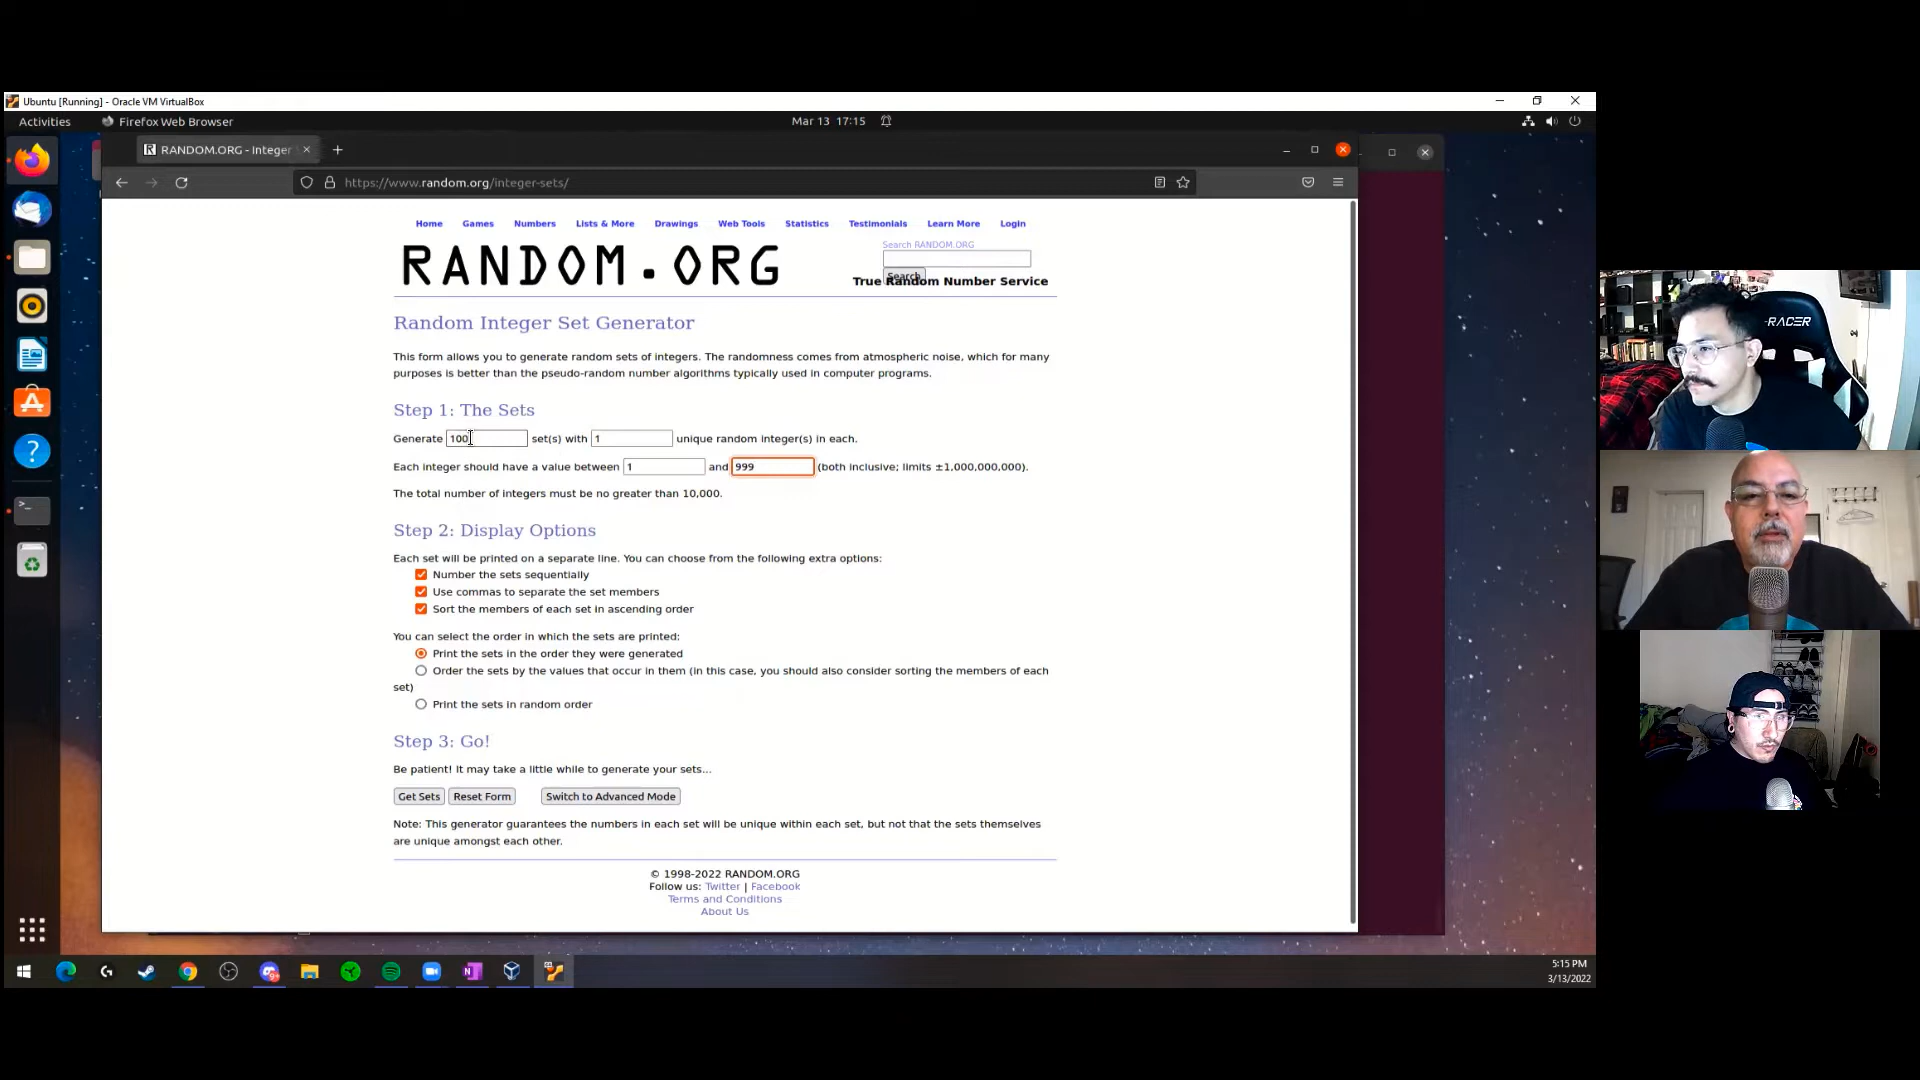 Ubuntu [Running] - Oracle VM VirtualBox
Activities
Firefox Web Browser
Mar 13 17:15
RANDOM.ORG - Integer
https://www.random.org/integer-sets/
Home Games Numbers Lists & More Drawings Web Tools Statistics Testimonials Learn More Login
Search RANDOM.ORG
RANDOM.ORG
Search
True Random Number Service
Random Integer Set Generator
This form allows you to generate random sets of integers. The randomness comes from atmospheric noise, which for many
purposes is better than the pseudo-random number algorithms typically used in computer programs.
Step 1: The Sets
Generate 100 set(s) with 1 unique random integer(s) in each.
Each integer should have a value between 1 and 999 (both inclusive; limits ±1,000,000,000).
The total number of integers must be no greater than 10,000.
Step 2: Display Options
Each set will be printed on a separate line. You can choose from the following extra options:
Number the sets sequentially
Use commas to separate the set members
Sort the members of each set in ascending order
You can select the order in which the sets are printed:
Print the sets in the order they were generated
Order the sets by the values that occur in them (in this case, you should also consider sorting the members of each
set)
Print the sets in random order
Step 3: Go!
Be patient! It may take a little while to generate your sets...
Get Sets Reset Form Switch to Advanced Mode
Note: This generator guarantees the numbers in each set will be unique within each set, but not that the sets themselves
are unique amongst each other.
© 1998-2022 RANDOM.ORG
Follow us: Twitter | Facebook
Terms and Conditions
About Us
5:15 PM
3/13/2022
RACER